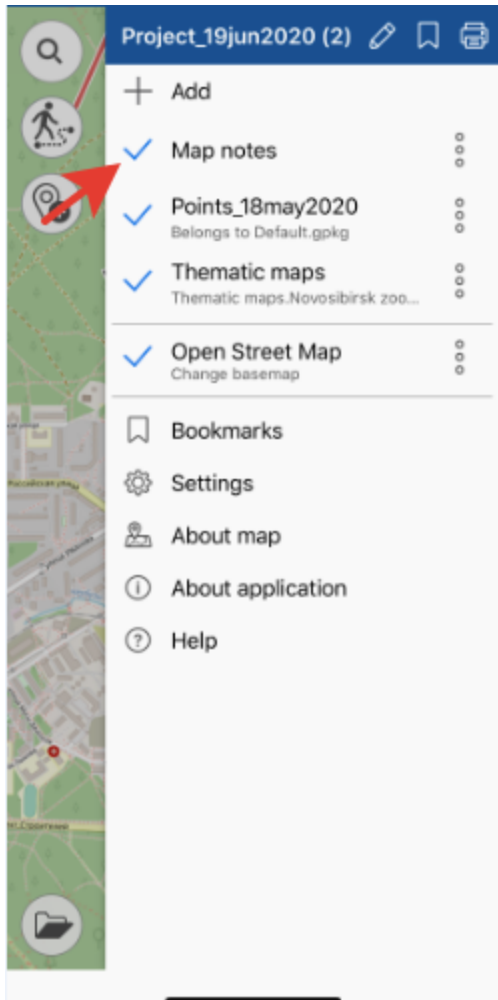 Project_19jun2020 (2)
Add
Map notes
Points_18may2020
Belongs to Default.gpkg
Thematic maps
Thematic maps.Novosibirsk zoo...
Open Street Map
Change basemap
Bookmarks
Settings
About map
About application
Help